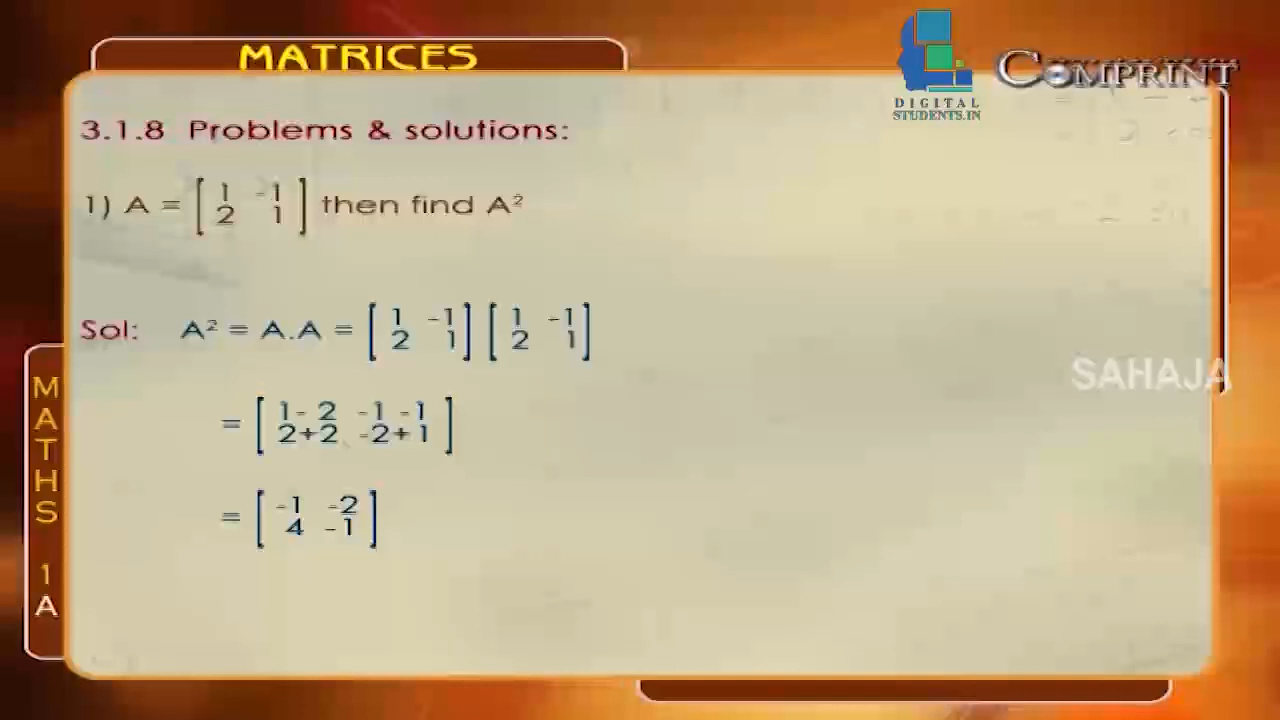 MATRICES
DIGITAL
STUDENTS.IN
COMPRINT
3.1.8 Problems & solutions:
1) A = [ 1 -1 ] then find A²
[ 2 1 ]
Sol: A² = A.A = [ 1 -1 ] [ 1 -1 ]
[ 2 1 ] [ 2 1 ]
SAHAJA
= [ 1- 2 -1 -1 ]
[ 2+2 -2+1 ]
= [ -1 -2 ]
[ 4 -1 ]
MATHS 1A